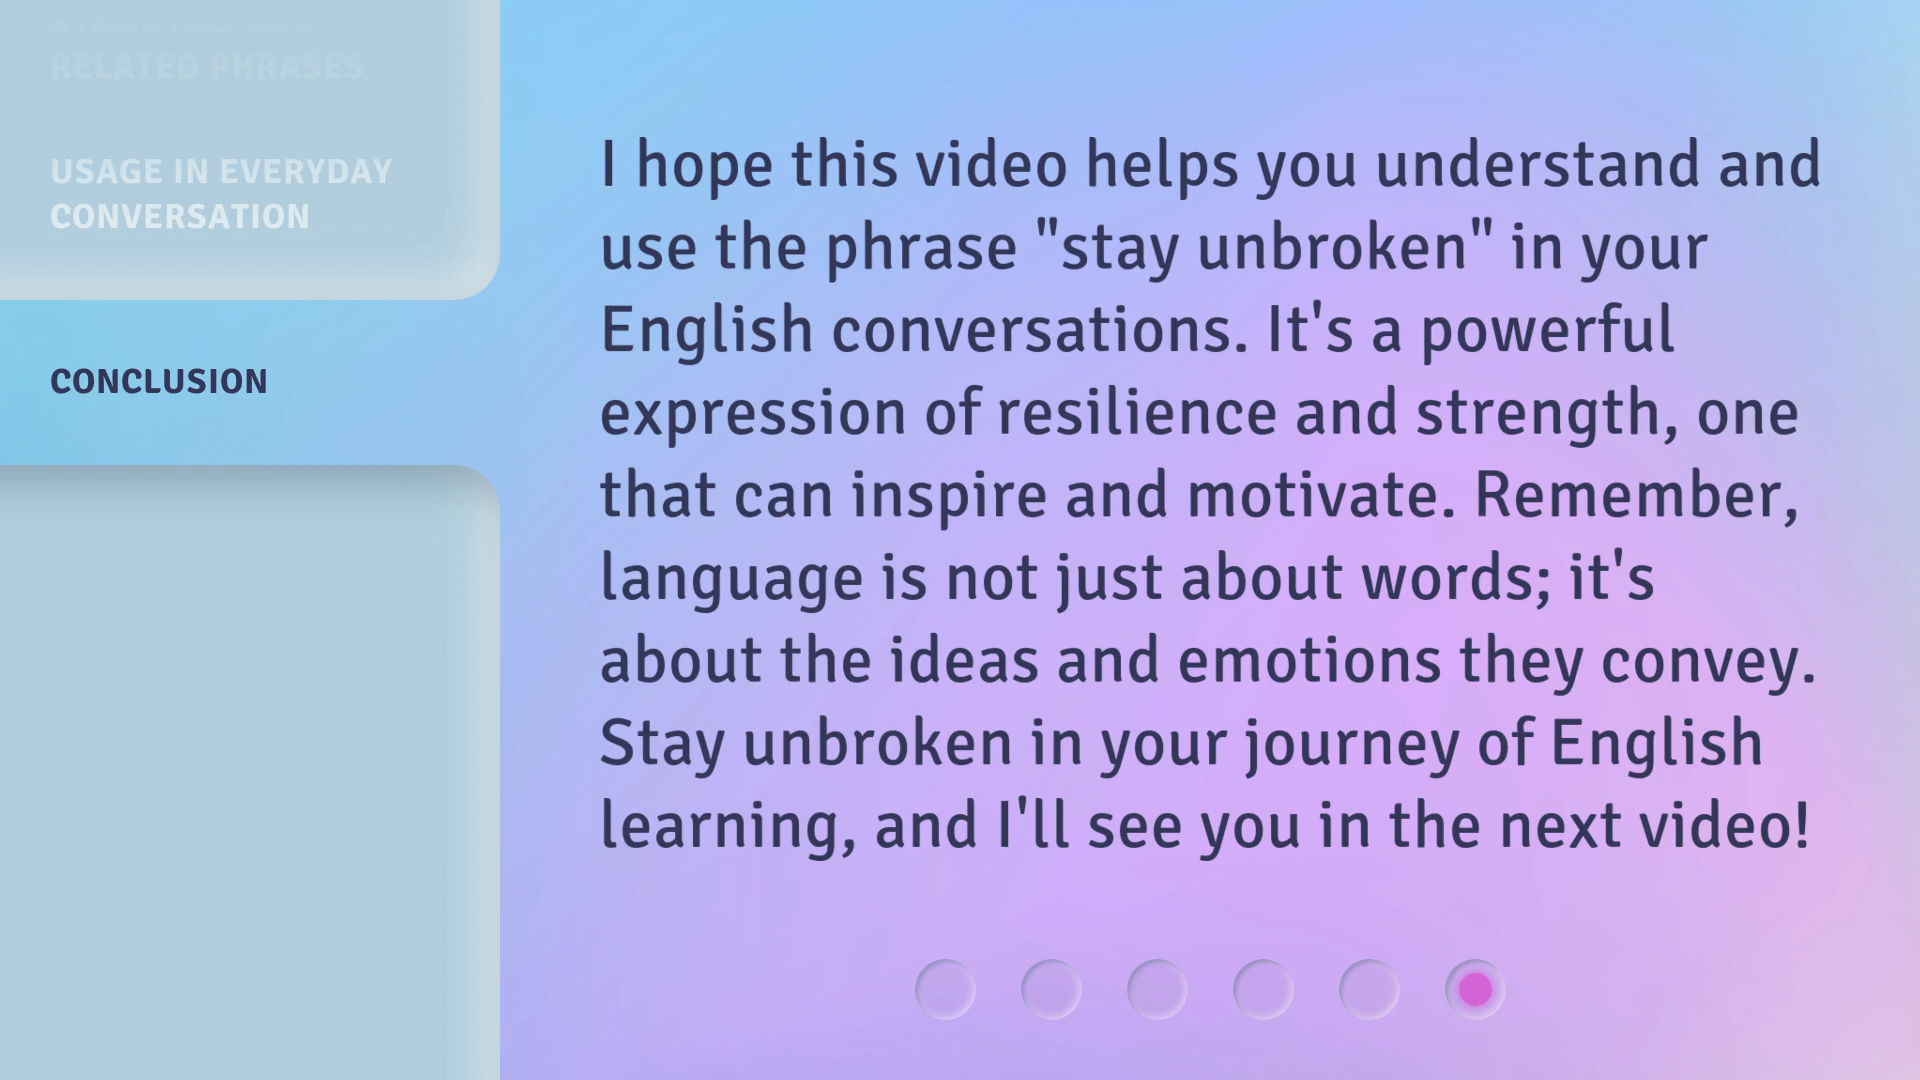 SYNONYMS AND
RELATED PHRASES
USAGE IN EVERYDAY
CONVERSATION
CONCLUSION
I hope this video helps you understand and
use the phrase "stay unbroken" in your
English conversations. It's a powerful
expression of resilience and strength, one
that can inspire and motivate. Remember,
language is not just about words; it's
about the ideas and emotions they convey.
Stay unbroken in your journey of English
learning, and I'll see you in the next video!